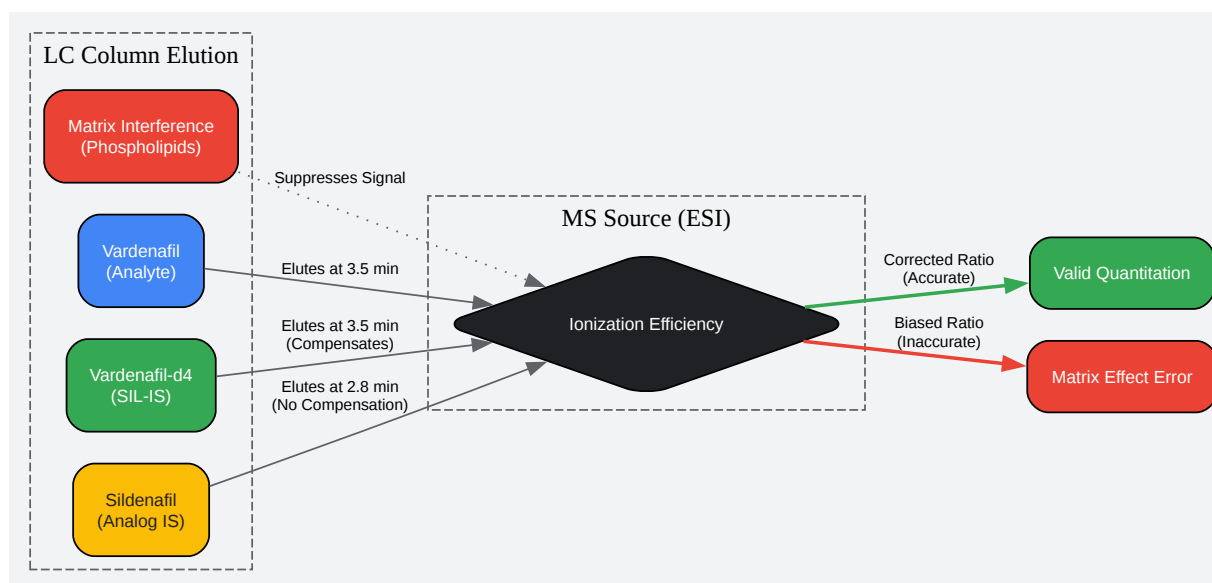 LC Column Elution
Matrix Interference
(Phospholipids)
Suppresses Signal
Vardenafil
(Analyte)
Elutes at 3.5 min
Vardenafil-d4
(SIL-IS)
Elutes at 3.5 min
(Compensates)
Sildenafil
(Analog IS)
Elutes at 2.8 min
(No Compensation)
MS Source (ESI)
Ionization Efficiency
Corrected Ratio
(Accurate)
Valid Quantitation
Biased Ratio
(Inaccurate)
Matrix Effect Error